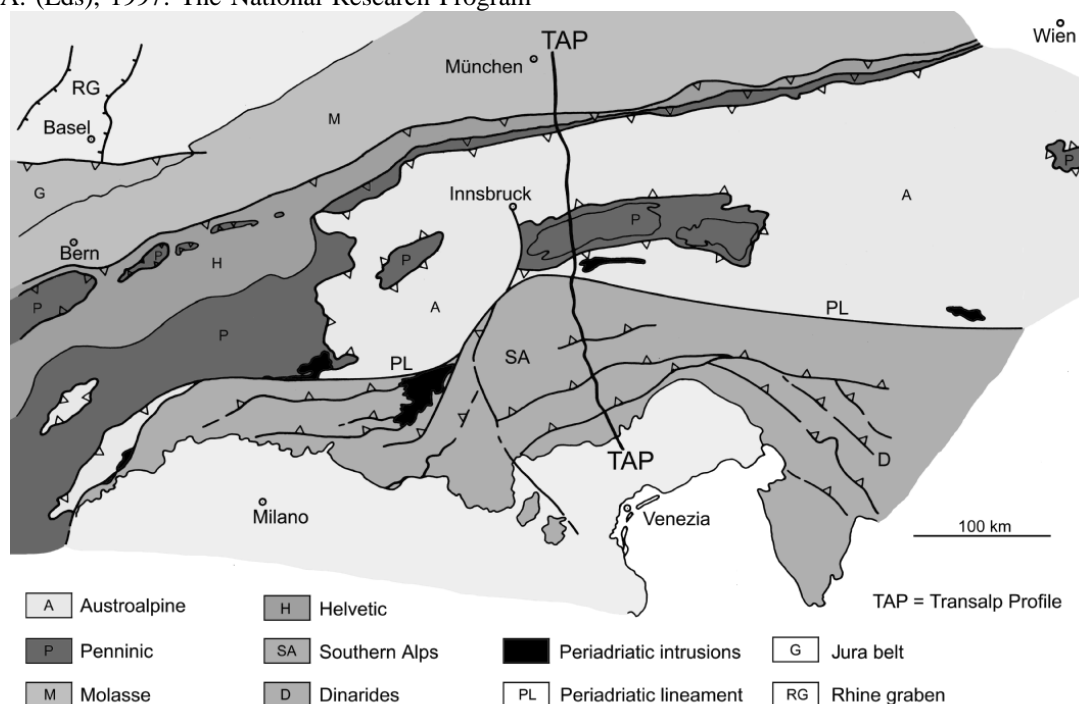 A. (Eds), 1997. The National Research Program
TAP
Wien
München
RG
Basel
M
G
Innsbruck
A
P
P
Bern
P
P
H
P
A
PL
P
PL
SA
TAP
D
Milano
Venezia
100 km
A Austroalpine
H Helvetic
TAP = Transalp Profile
P Penninic
SA Southern Alps
Periadriatic intrusions
G Jura belt
M Molasse
D Dinarides
PL Periadriatic lineament
RG Rhine graben